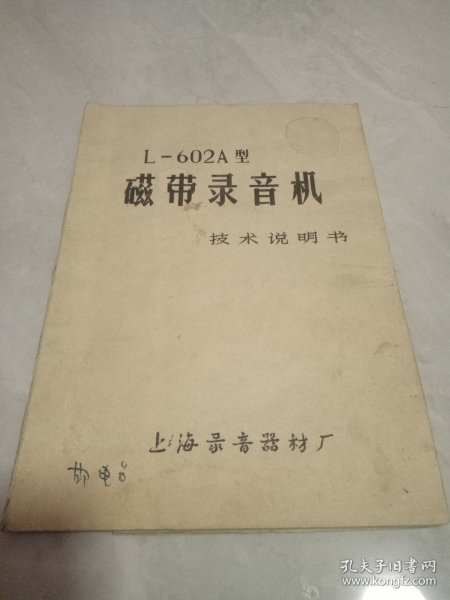 L-602A型
磁带录音机
技术说明书
上海录音器材厂
孔夫子旧书网
www.kongfz.com